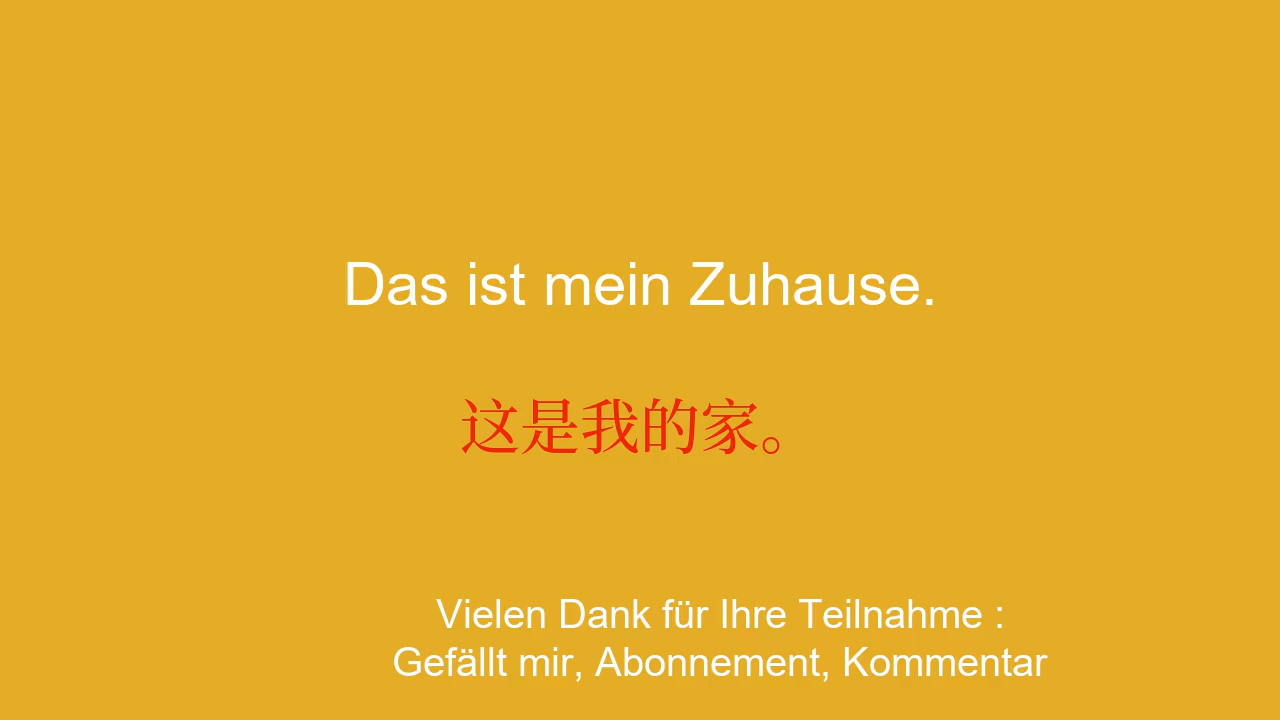 Das ist mein Zuhause.
这是我的家。
Vielen Dank für Ihre Teilnahme :
Gefällt mir, Abonnement, Kommentar